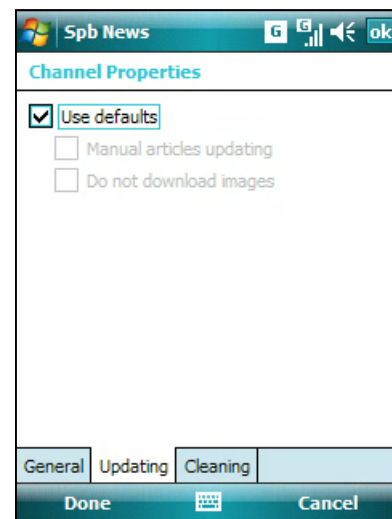 Spb News G G ok
Channel Properties
Use defaults
Manual articles updating
Do not download images
General Updating Cleaning
Done Cancel